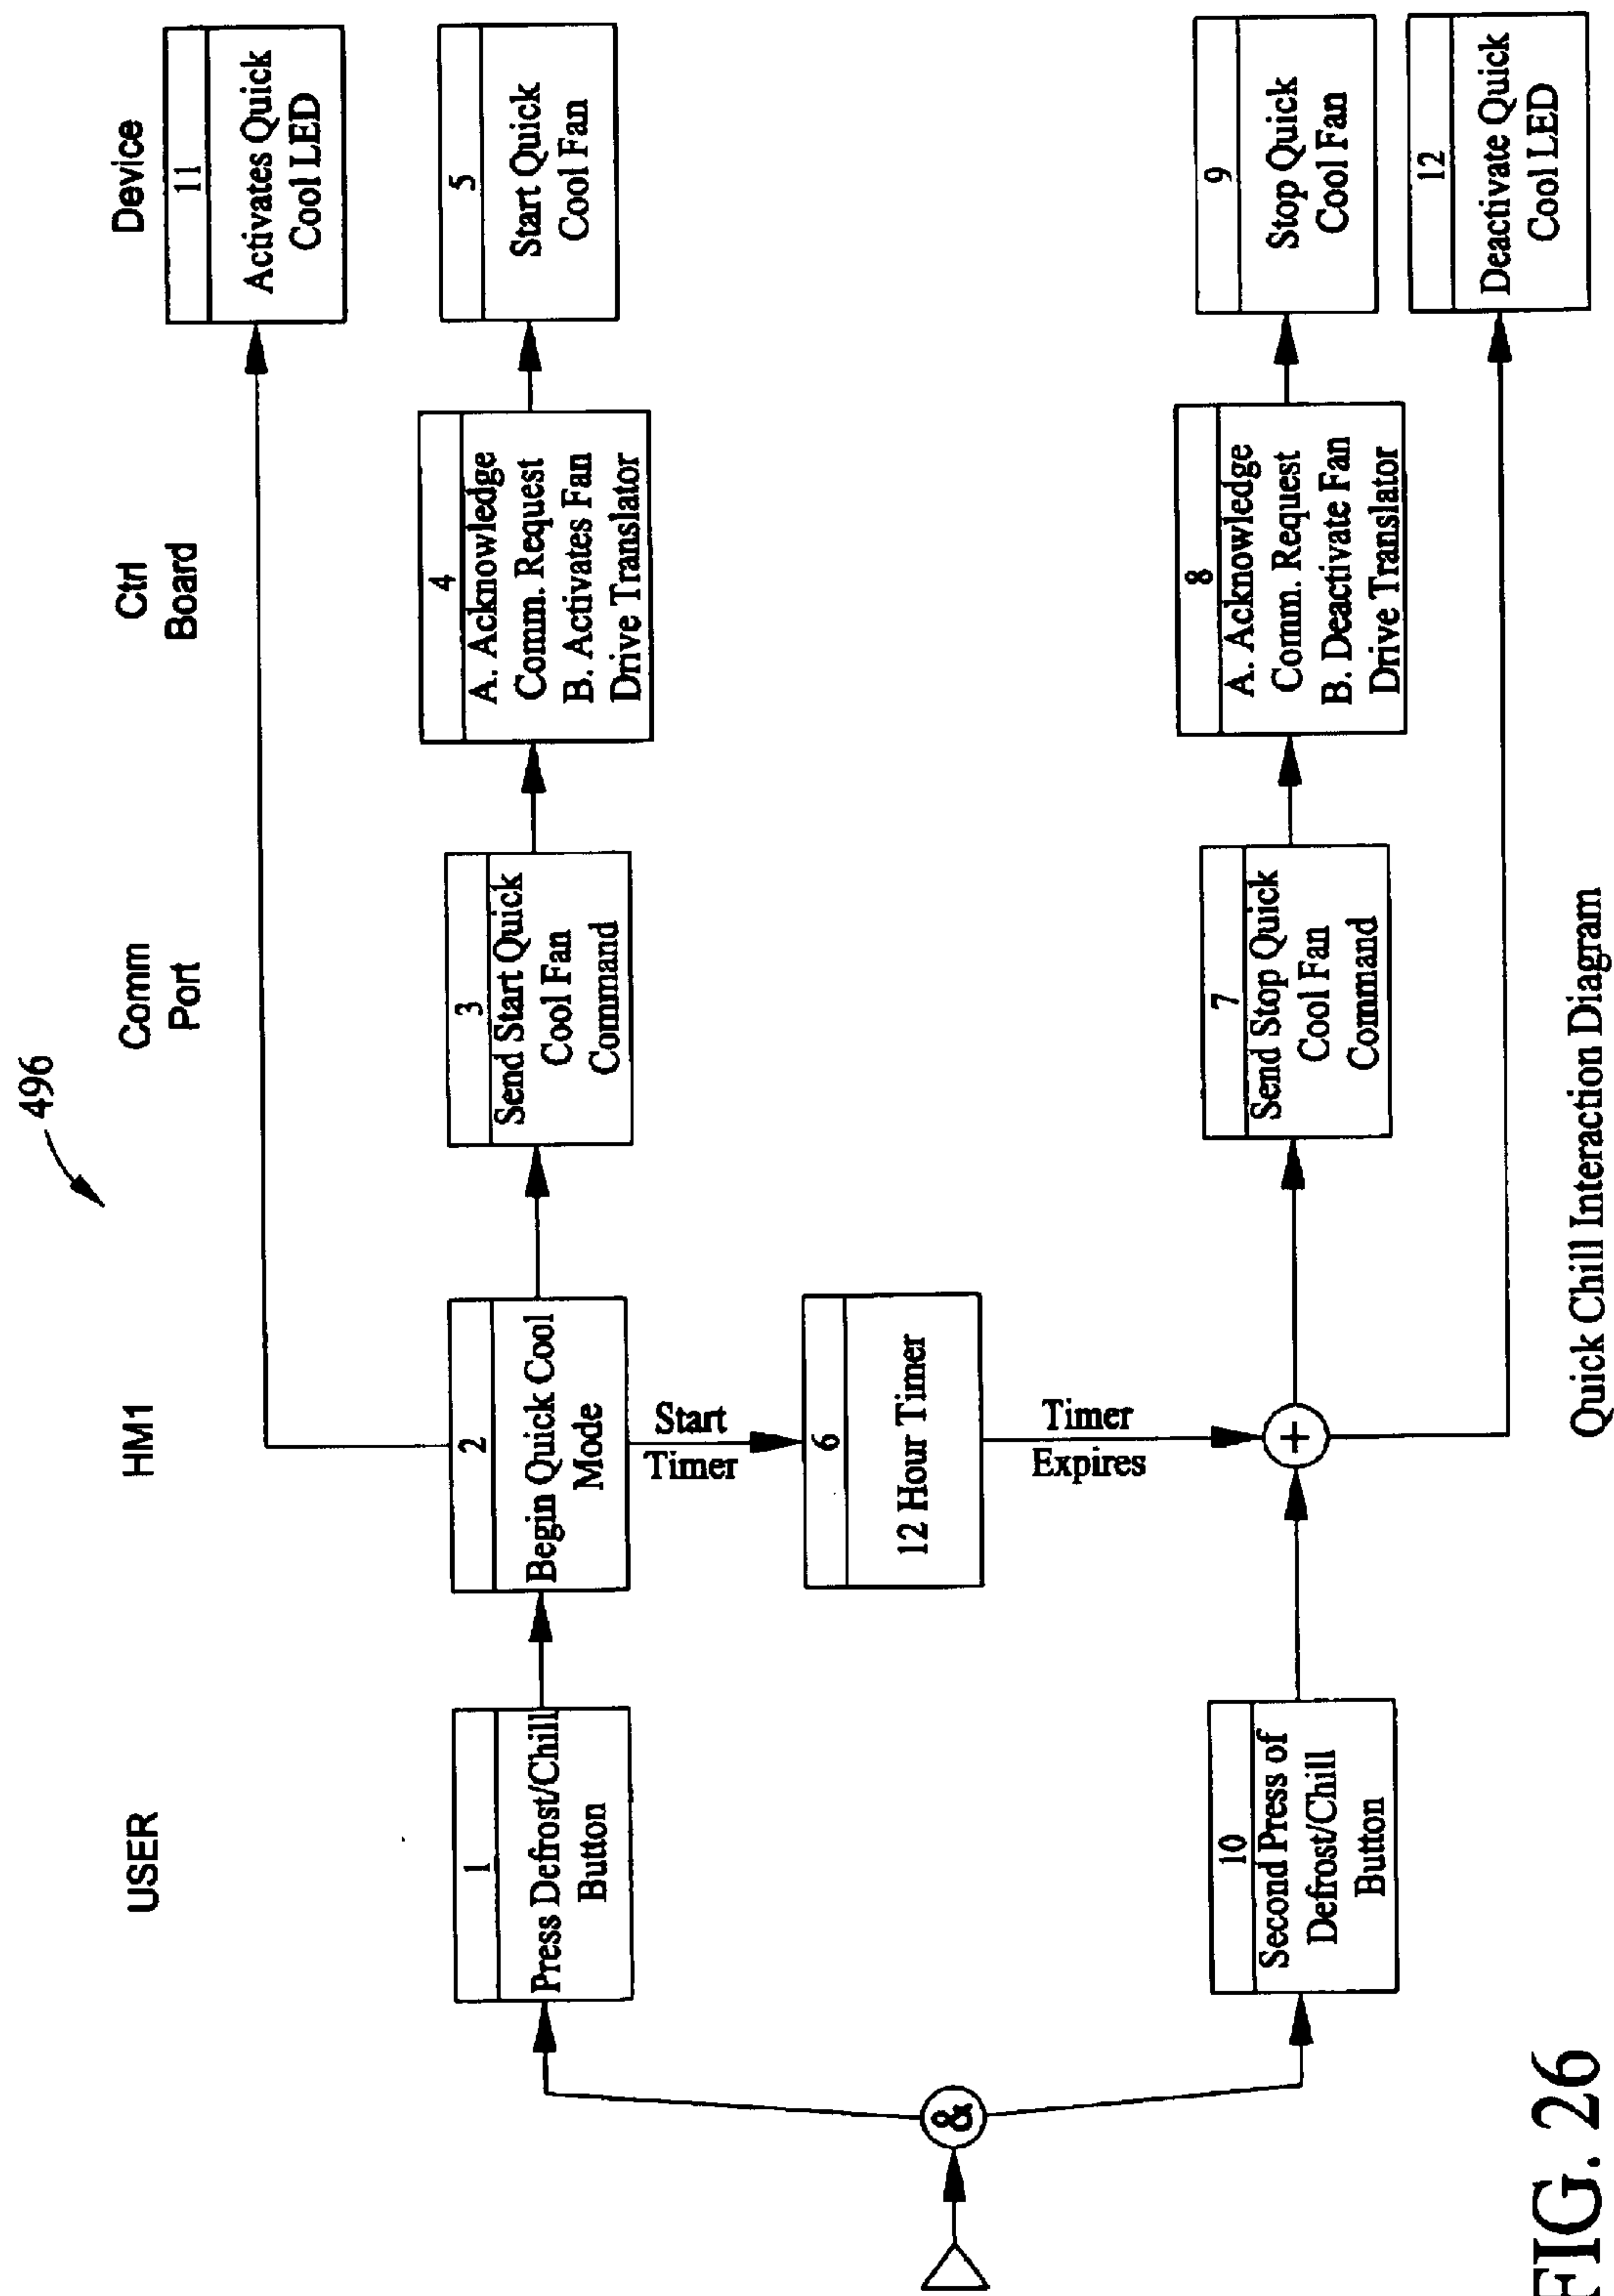 496
USER
HM1
Comm
Port
Ctrl
Board
Device
11
Activates Quick
Cool LED
1
Press Defrost/Chill
Button
2
Begin Quick Cool
Mode
3
Send Start Quick
Cool Fan
Command
4
A. Acknowledge
Comm. Request
B. Activates Fan
Drive Translator
5
Start Quick
Cool Fan
Start
Timer
6
12 Hour Timer
Timer
Expires
&
+
10
Second Press of
Defrost/Chill
Button
7
Send Stop Quick
Cool Fan
Command
8
A. Acknowledge
Comm. Request
B. Deactivate Fan
Drive Translator
9
Stop Quick
Cool Fan
12
Deactivate Quick
Cool LED
Quick Chill Interaction Diagram
FIG. 26